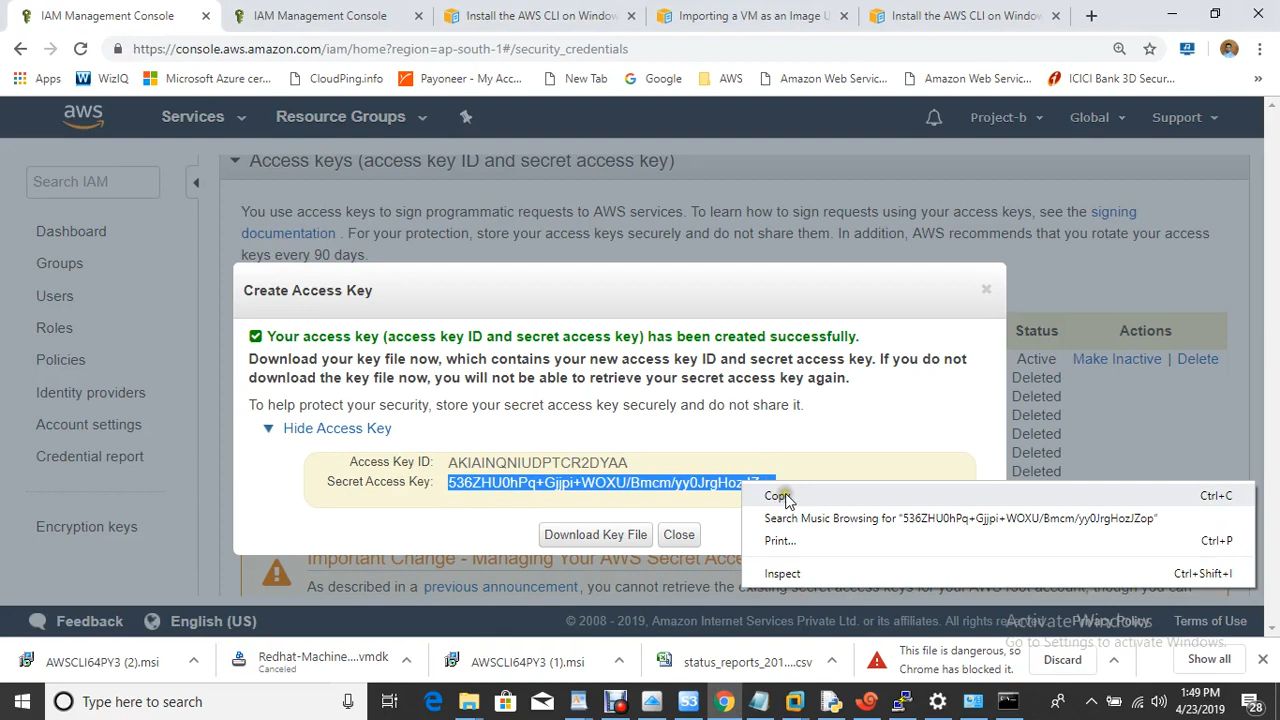 IAM Management Console
IAM Management Console
Install the AWS CLI on Window
Importing a VM as an Image U
Install the AWS CLI on Window
https://console.aws.amazon.com/iam/home?region=ap-south-1#/security_credentials
Apps
WizIQ
Microsoft Azure cer...
CloudPing.info
Payoneer - My Acc...
New Tab
Google
AWS
Amazon Web Servic...
Amazon Web Servic...
ICICI Bank 3D Secur...
aws
Services
Resource Groups
Project-b
Global
Support
Search IAM
Dashboard
Groups
Users
Roles
Policies
Identity providers
Account settings
Credential report
Encryption keys
Access keys (access key ID and secret access key)
You use access keys to sign programmatic requests to AWS services. To learn how to sign requests using your access keys, see the signing
documentation . For your protection, store your access keys securely and do not share them. In addition, AWS recommends that you rotate your access
keys every 90 days.
Status
Actions
Active
Make Inactive | Delete
Deleted
Deleted
Deleted
Deleted
Deleted
Deleted
Create Access Key
Your access key (access key ID and secret access key) has been created successfully.
Download your key file now, which contains your new access key ID and secret access key. If you do not
download the key file now, you will not be able to retrieve your secret access key again.
To help protect your security, store your secret access key securely and do not share it.
Hide Access Key
Access Key ID: AKIAINQNIUDPTCR2DYAA
Secret Access Key: 536ZHU0hPq+Gjjpi+WOXU/Bmcm/yy0JrgHozJZop
Download Key File
Close
Copy
Ctrl+C
Search Music Browsing for “536ZHU0hPq+Gjjpi+WOXU/Bmcm/yy0JrgHozJZop”
Print...
Ctrl+P
Inspect
Ctrl+Shift+I
Important Change - Managing Your AWS Secret Acce
As described in a previous announcement, you cannot retrieve the existing secret access keys for your AWS root account, though you can
Feedback
English (US)
© 2008 - 2019, Amazon Internet Services Private Ltd. or its affiliates. All rights reserved.
Privacy Policy
Terms of Use
Activate Windows
Go to Settings to activate Windows.
AWSCLI64PY3 (2).msi
Redhat-Machine....vmdk
Canceled
AWSCLI64PY3 (1).msi
status_reports_201....csv
This file is dangerous, so
Chrome has blocked it.
Discard
Show all
Type here to search
1:49 PM
4/23/2019
28